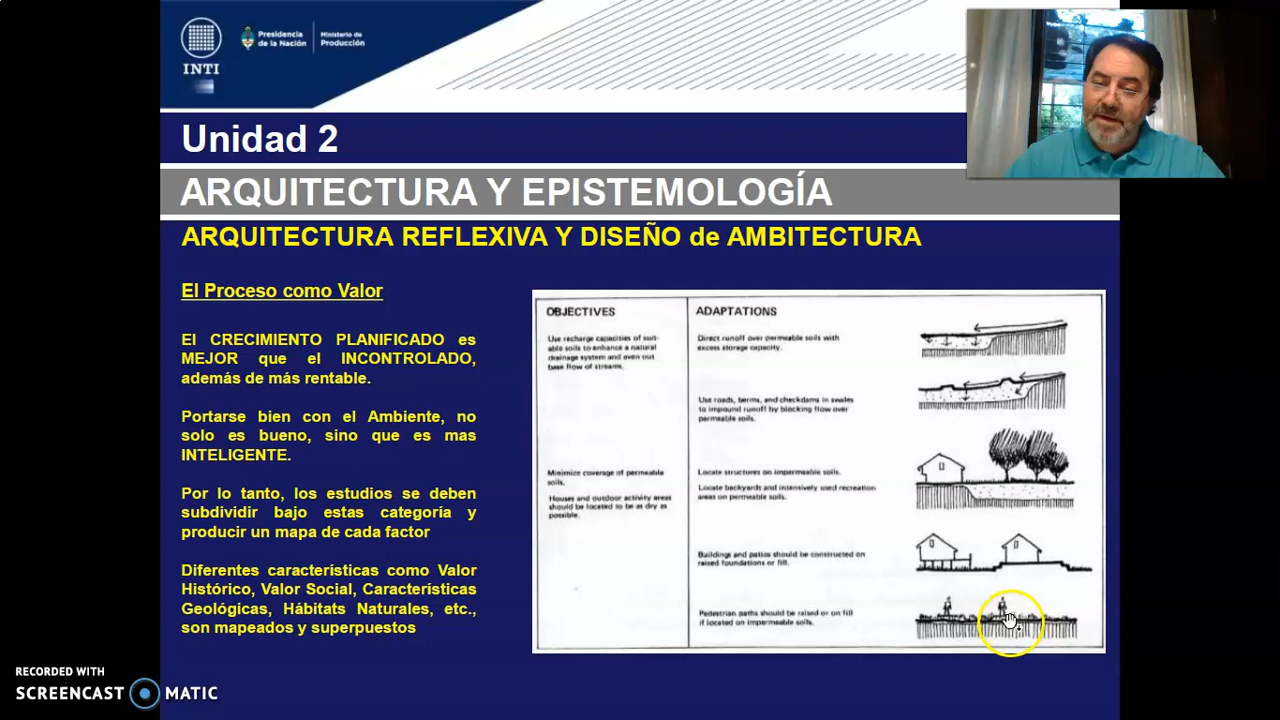 INTI
Presidencia
de la Nación
Ministerio de
Producción
Unidad 2
ARQUITECTURA Y EPISTEMOLOGÍA
ARQUITECTURA REFLEXIVA Y DISEÑO de AMBITECTURA
El Proceso como Valor
El CRECIMIENTO PLANIFICADO es
MEJOR que el INCONTROLADO,
además de más rentable.
Portarse bien con el Ambiente, no
solo es bueno, sino que es mas
INTELIGENTE.
Por lo tanto, los estudios se deben
subdividir bajo estas categoría y
producir un mapa de cada factor
Diferentes características como Valor
Histórico, Valor Social, Características
Geológicas, Hábitats Naturales, etc.,
son mapeados y superpuestos
OBJECTIVES
Use recharge capacities of suit-
able soils to enhance a natural
drainage system and even out
base flow of streams.
Minimize coverage of permeable
soils.
Houses and outdoor activity areas
should be located to be as dry as
possible.
ADAPTATIONS
Direct runoff over permeable soils with
excess storage capacity.
Use roads, berms, and checkdams in swales
to impound runoff by blocking flow over
permeable soils.
Locate structures on impermeable soils.
Locate backyards and intensively used recreation
areas on permeable soils.
Buildings and patios should be constructed on
raised foundations or fill.
Pedestrian paths should be raised or on fill
if located on impermeable soils.
RECORDED WITH
SCREENCAST MATIC